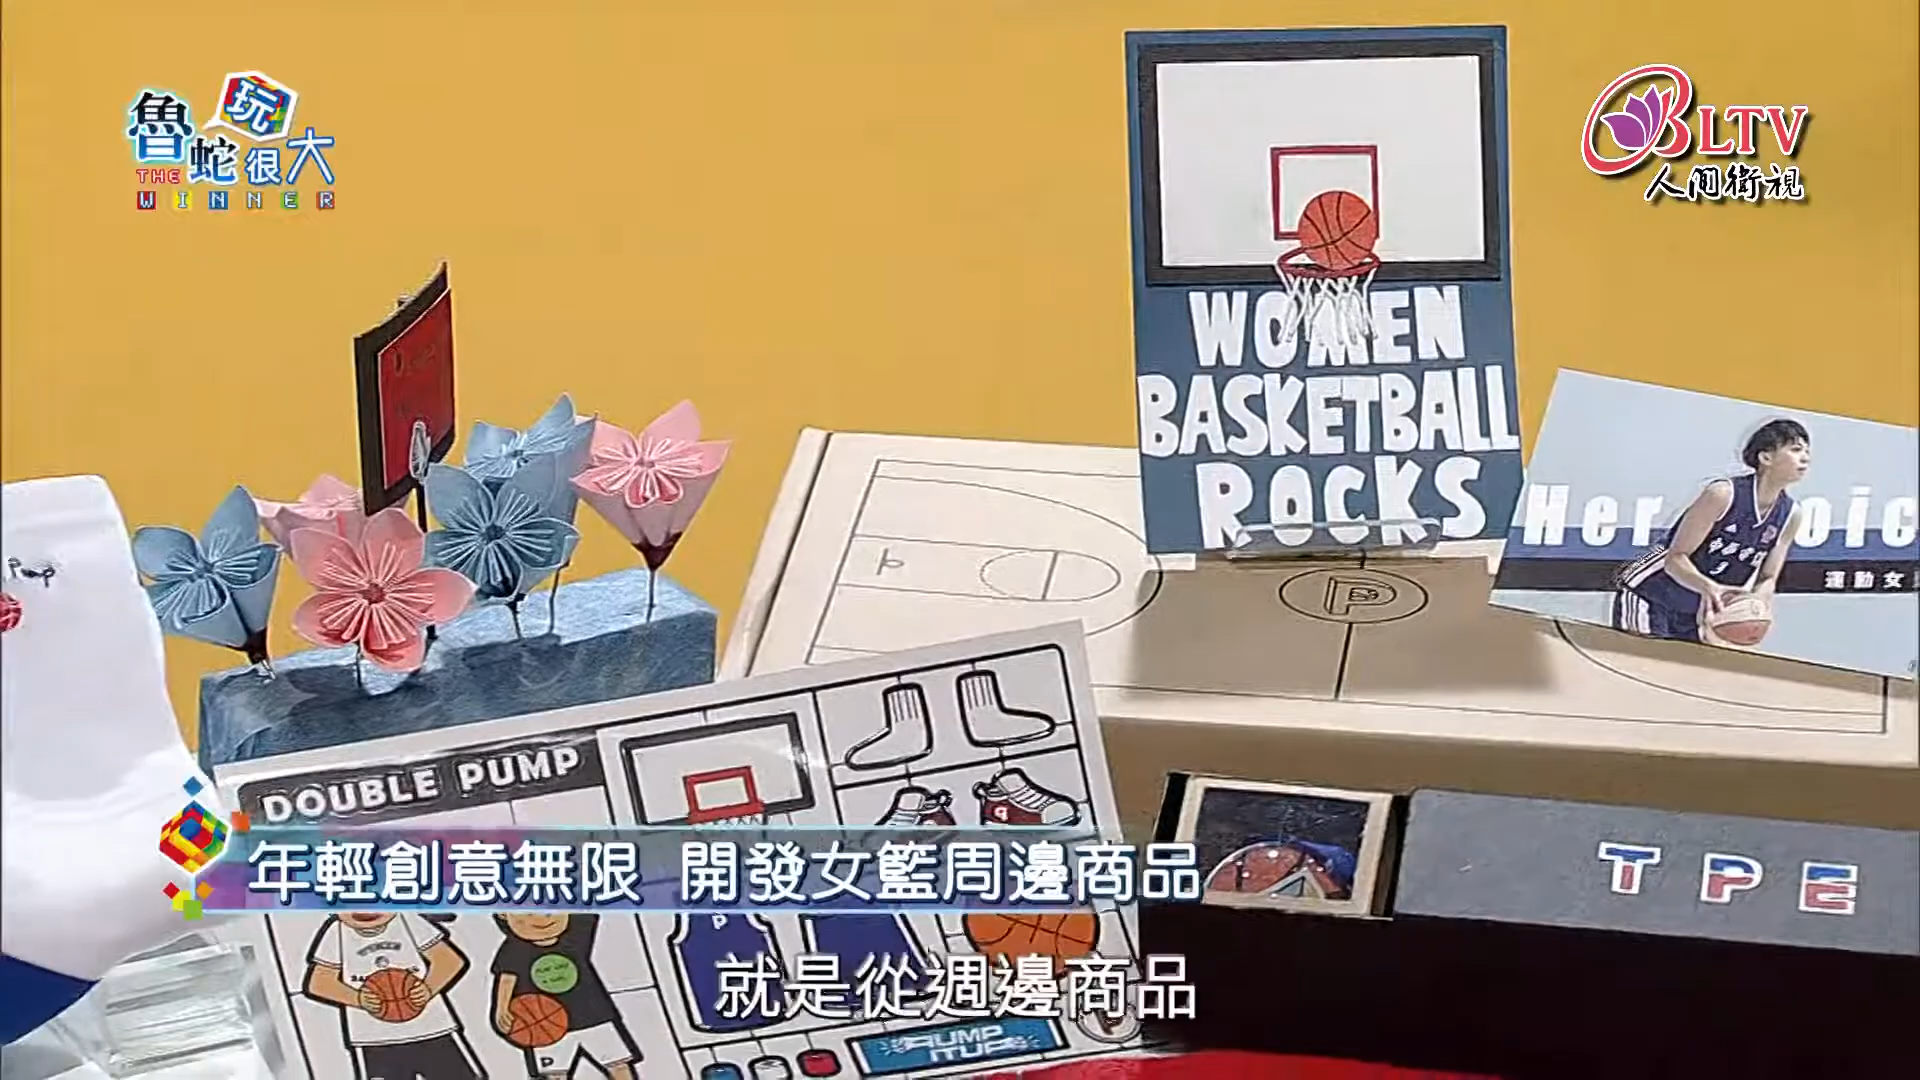 魯蛇玩很大
THE
WINNER
BLTV
人間衛視
WOMEN
BASKETBALL
ROCKS
Her
oic
運動女
3
Pump
P
DOUBLE PUMP
TPE
年輕創意無限 開發女籃周邊商品
就是從週邊商品
PUMP
IT UP